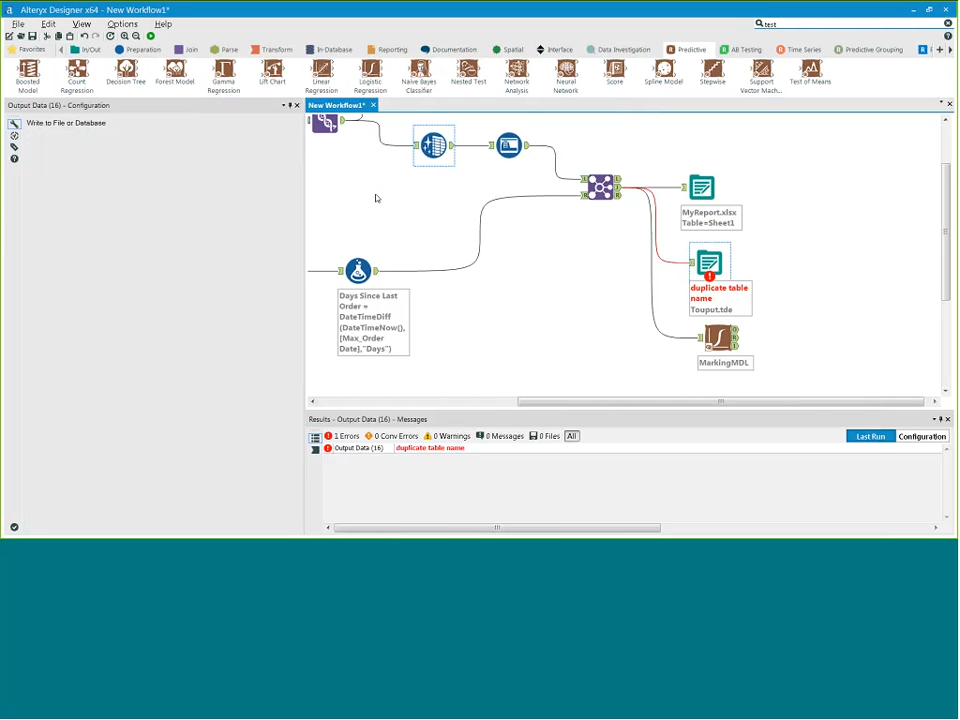 a Alteryx Designer x64 - New Workflow1*
File Edit View Options Help
test
Favorites In/Out Preparation Join Parse Transform In-Database Reporting Documentation Spatial Interface Data Investigation Predictive AB Testing Time Series Predictive Grouping
Boosted Model
Count Regression
Decision Tree
Forest Model
Gamma Regression
Lift Chart
Linear Regression
Logistic Regression
Naive Bayes Classifier
Nested Test
Network Analysis
Neural Network
Score
Spline Model
Stepwise
Support Vector Mach...
Test of Means
Output Data (16) - Configuration
New Workflow1*
Write to File or Database
MyReport.xlsx
Table=Sheet1
duplicate table
name
Touput.tde
Days Since Last
Order =
DateTimeDiff
(DateTimeNow(),
[Max_Order
Date],"Days")
MarkingMDL
Results - Output Data (16) - Messages
1 Errors 0 Conv Errors 0 Warnings 0 Messages 0 Files All Last Run Configuration
Output Data (16) duplicate table name